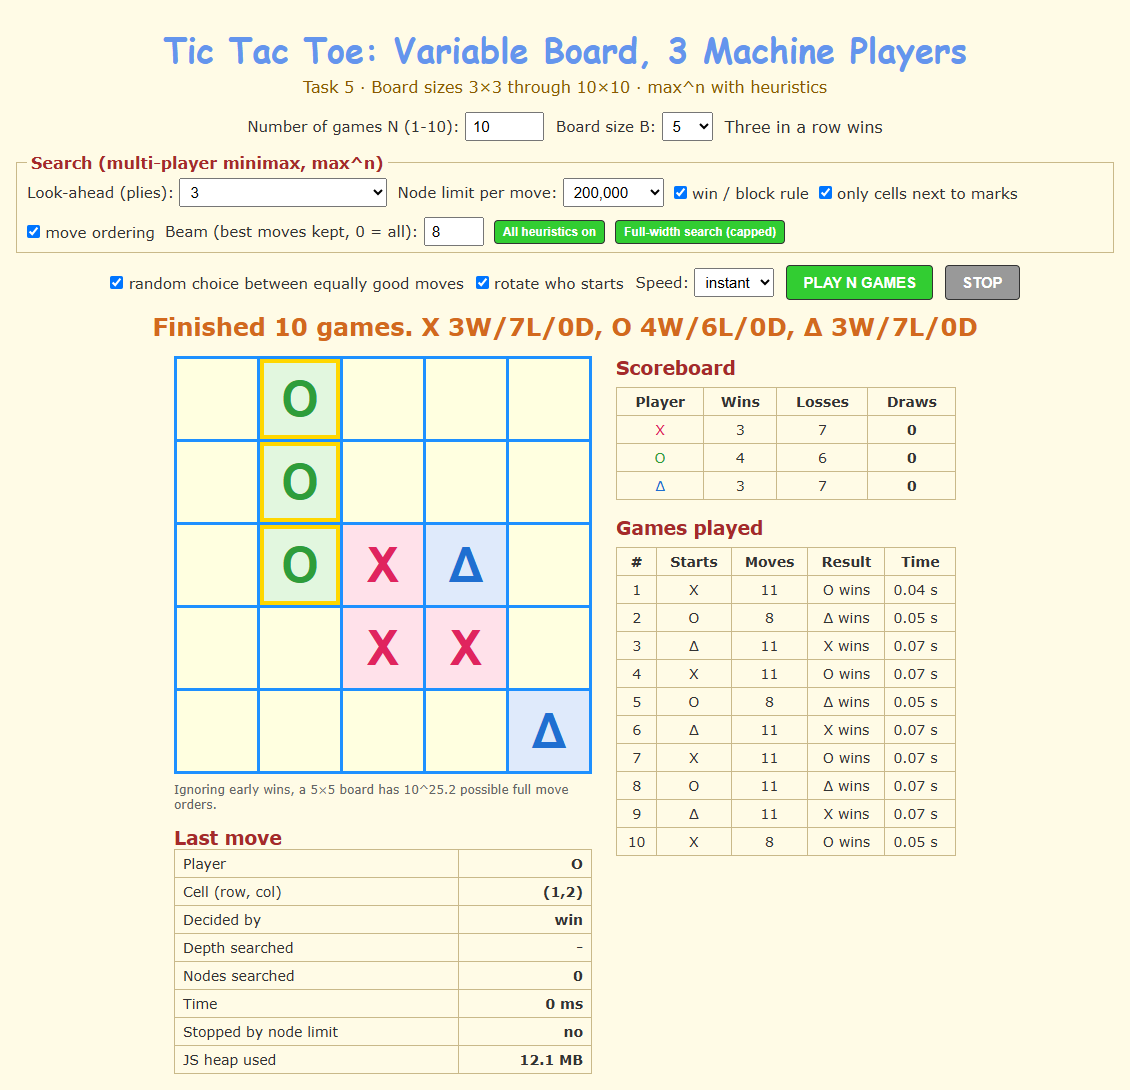 Tic Tac Toe: Variable Board, 3 Machine Players
Task 5 · Board sizes 3×3 through 10×10 · max^n with heuristics
Number of games N (1-10): 10 Board size B: 5 Three in a row wins
Search (multi-player minimax, max^n)
Look-ahead (plies): 3 Node limit per move: 200,000 win / block rule only cells next to marks
move ordering Beam (best moves kept, 0 = all): 8 All heuristics on Full-width search (capped)
random choice between equally good moves rotate who starts Speed: instant PLAY N GAMES STOP
Finished 10 games. X 3W/7L/0D, O 4W/6L/0D, Δ 3W/7L/0D
O
O
O X Δ
X X
Δ
Ignoring early wins, a 5×5 board has 10^25.2 possible full move
orders.
Last move
Player O
Cell (row, col) (1,2)
Decided by win
Depth searched -
Nodes searched 0
Time 0 ms
Stopped by node limit no
JS heap used 12.1 MB
Scoreboard
Player Wins Losses Draws
X 3 7 0
O 4 6 0
Δ 3 7 0
Games played
# Starts Moves Result Time
1 X 11 O wins 0.04 s
2 O 8 Δ wins 0.05 s
3 Δ 11 X wins 0.07 s
4 X 11 O wins 0.07 s
5 O 8 Δ wins 0.05 s
6 Δ 11 X wins 0.07 s
7 X 11 O wins 0.07 s
8 O 11 Δ wins 0.07 s
9 Δ 11 X wins 0.07 s
10 X 8 O wins 0.05 s